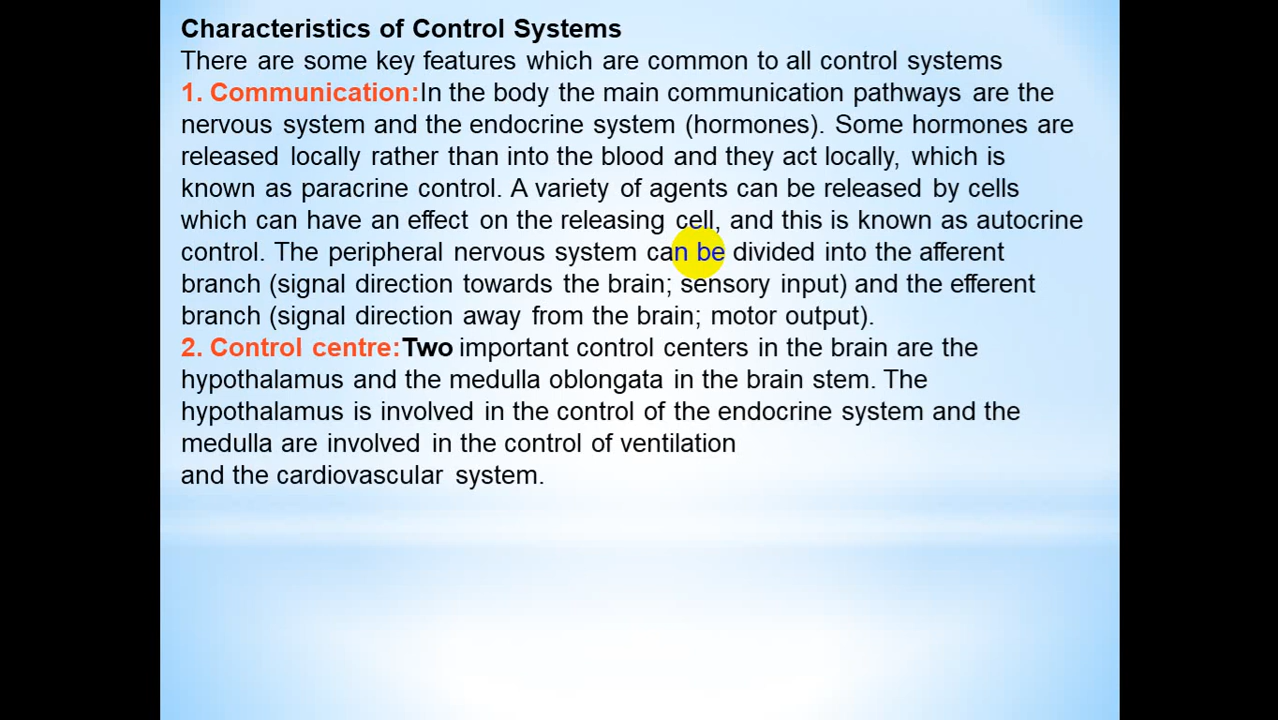 Characteristics of Control Systems
There are some key features which are common to all control systems
1. Communication:In the body the main communication pathways are the
nervous system and the endocrine system (hormones). Some hormones are
released locally rather than into the blood and they act locally, which is
known as paracrine control. A variety of agents can be released by cells
which can have an effect on the releasing cell, and this is known as autocrine
control. The peripheral nervous system can be divided into the afferent
branch (signal direction towards the brain; sensory input) and the efferent
branch (signal direction away from the brain; motor output).
2. Control centre:Two important control centers in the brain are the
hypothalamus and the medulla oblongata in the brain stem. The
hypothalamus is involved in the control of the endocrine system and the
medulla are involved in the control of ventilation
and the cardiovascular system.